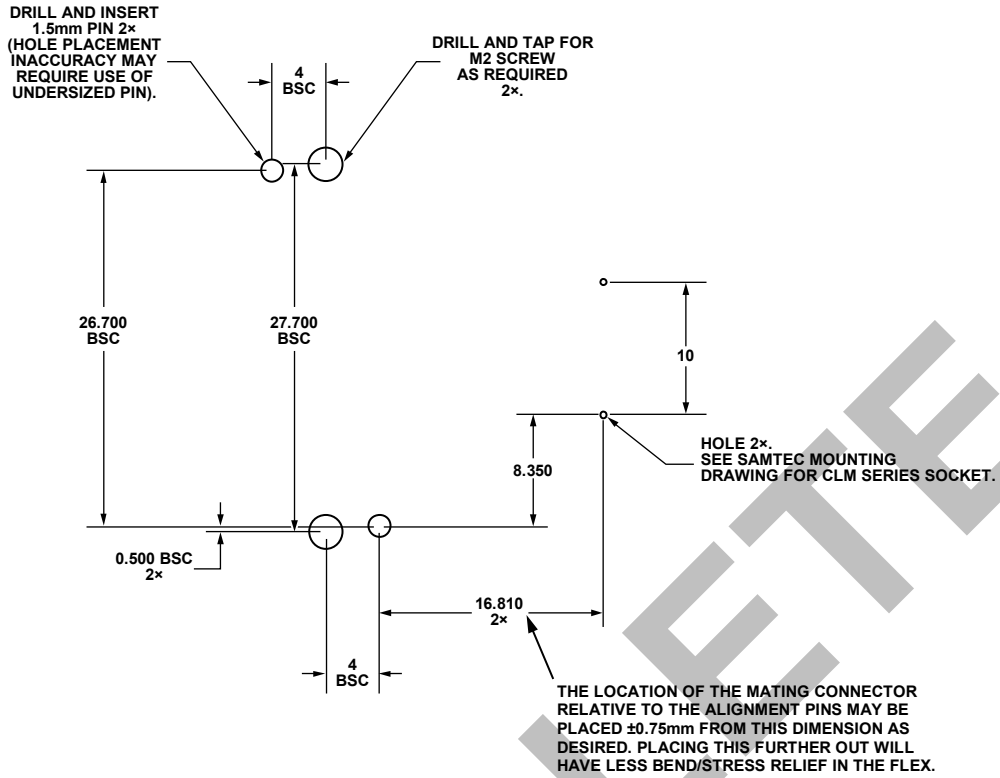 DRILL AND INSERT
1.5mm PIN 2×
(HOLE PLACEMENT
INACCURACY MAY
REQUIRE USE OF
UNDERSIZED PIN).
4
BSC
DRILL AND TAP FOR
M2 SCREW
AS REQUIRED
2×.
26.700
BSC
27.700
BSC
10
8.350
HOLE 2×.
SEE SAMTEC MOUNTING
DRAWING FOR CLM SERIES SOCKET.
0.500 BSC
2×
16.810
2×
4
BSC
THE LOCATION OF THE MATING CONNECTOR
RELATIVE TO THE ALIGNMENT PINS MAY BE
PLACED ±0.75mm FROM THIS DIMENSION AS
DESIRED. PLACING THIS FURTHER OUT WILL
HAVE LESS BEND/STRESS RELIEF IN THE FLEX.
LETE